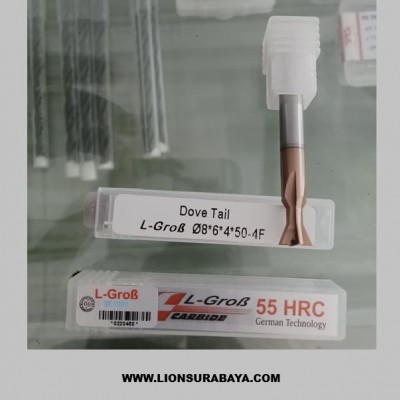 Dove Tail
L-Groß Ø8*6*4*50-4F
L-Groß
L-Groß
CARBIDE
55 HRC
German Technology
WWW.LIONSURABAYA.COM